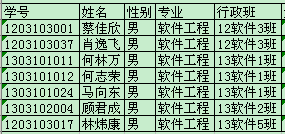 学号 姓名 性别 专业 行政班
1203103001 蔡佳欣 男 软件工程 12软件3班
1203103037 肖逸飞 男 软件工程 12软件3班
1303101011 何林万 男 软件工程 13软件1班
1303101012 何志荣 男 软件工程 13软件1班
1303101024 马向东 男 软件工程 13软件1班
1303102004 顾君成 男 软件工程 13软件2班
1203103017 林炜康 男 软件工程 13软件5班